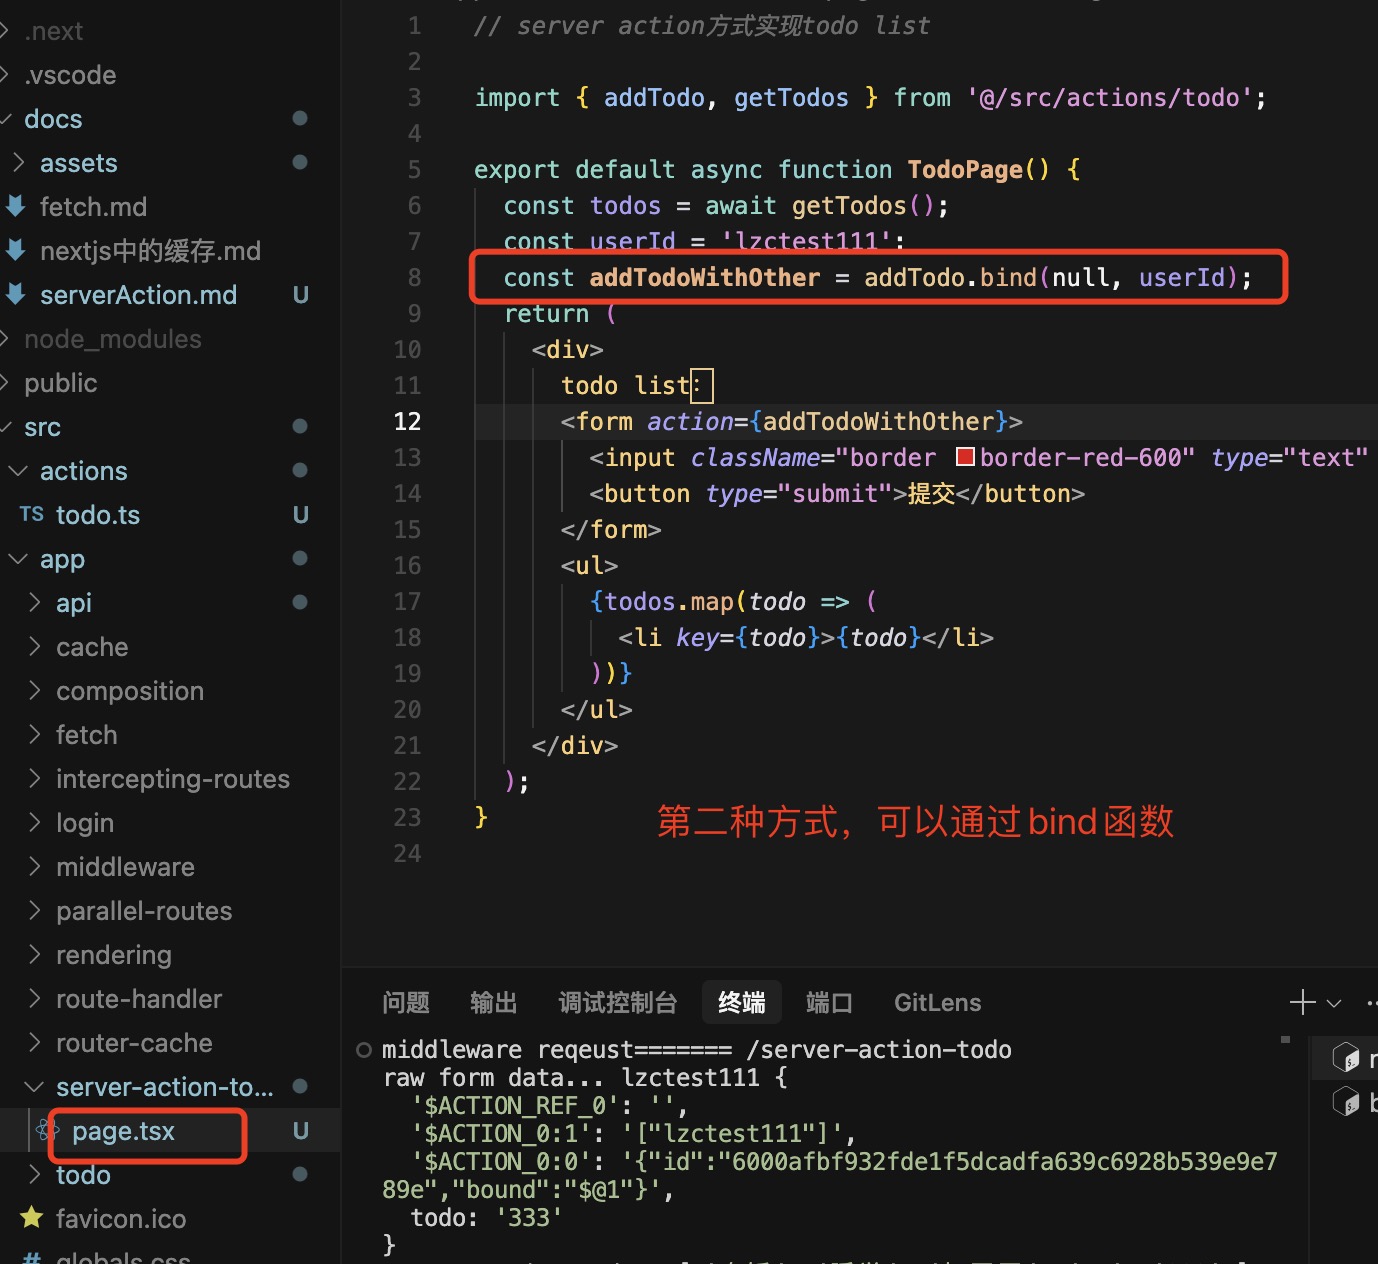 .next
.vscode
docs
assets
fetch.md
nextjs中的缓存.md
serverAction.md U
node_modules
public
src
actions
TS todo.ts U
app
api
cache
composition
fetch
intercepting-routes
login
middleware
parallel-routes
rendering
route-handler
router-cache
server-action-to...
page.tsx U
todo
favicon.ico
# globals.css
1 // server action方式实现todo list
2
3 import { addTodo, getTodos } from '@/src/actions/todo';
4
5 export default async function TodoPage() {
6 const todos = await getTodos();
7 const userId = 'lzctest111';
8 const addTodoWithOther = addTodo.bind(null, userId);
9 return (
10 <div>
11 todo list:
12 <form action={addTodoWithOther}>
13 <input className="border border-red-600" type="text"
14 <button type="submit">提交</button>
15 </form>
16 <ul>
17 {todos.map(todo => (
18 <li key={todo}>{todo}</li>
19 ))}
20 </ul>
21 </div>
22 );
23 }
24
第二种方式，可以通过bind函数
问题 输出 调试控制台 终端 端口 GitLens
middleware reqeust======= /server-action-todo
raw form data... lzctest111 {
'$ACTION_REF_0': '',
'$ACTION_0:1': '["lzctest111"]',
'$ACTION_0:0': '{"id":"6000afbf932fde1f5dcadfa639c6928b539e9e7
89e","bound":"$@1"}',
todo: '333'
}